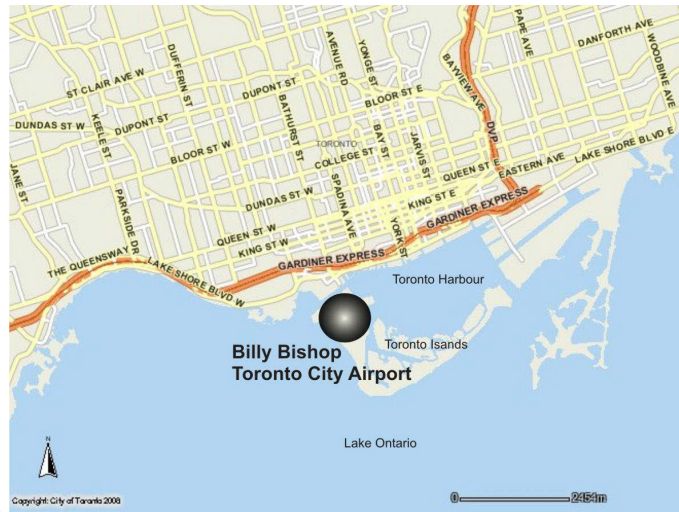 PAPE AVE
DANFORTH AVE
WOODBINE AVE
AVENUE RD
YONGE ST
BAYVIEW AVE
DUFFERIN ST
ST CLAIR AVE W
DUPONT ST
BLOOR ST E
DUNDAS ST W
KEELE ST
DUPONT ST
BATHURST ST
BAY ST
JARVIS ST
DVP
TORONTO
LAKE SHORE BLVD E
BLOOR ST W
COLLEGE ST
QUEEN ST E
EASTERN AVE
JANE ST
PARKSIDE DR
DUNDAS ST W
SPADINA AVE
KING ST E
YORK ST
GARDINER EXPRESS
QUEEN ST W
KING ST W
GARDINER EXPRESS
THE QUEENSWAY
LAKE SHORE BLVD W
Toronto Harbour
Toronto Isands
Billy Bishop
Toronto City Airport
Lake Ontario
N
Copyright: City of Toronto 2008
0 2454m